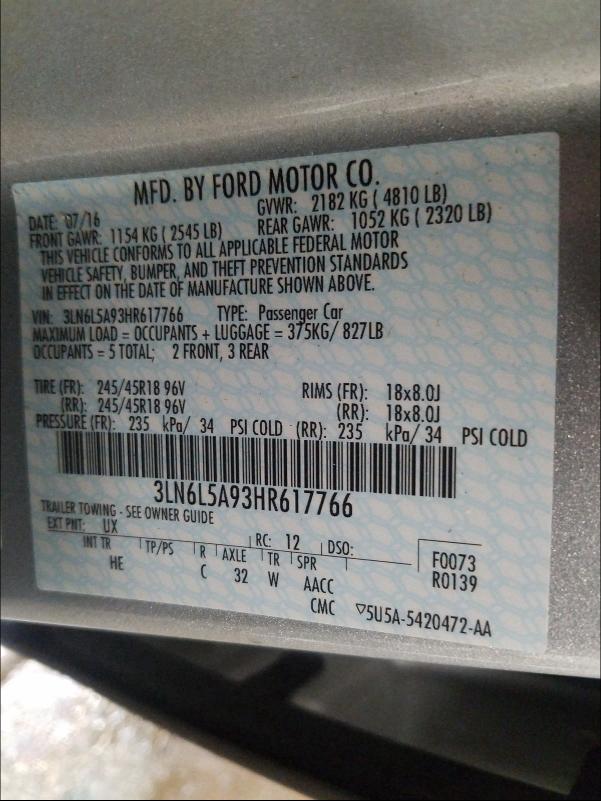 MFD. BY FORD MOTOR CO.
DATE: 07/16 GVWR: 2182 KG ( 4810 LB)
FRONT GAWR: 1154 KG ( 2545 LB) REAR GAWR: 1052 KG ( 2320 LB)
THIS VEHICLE CONFORMS TO ALL APPLICABLE FEDERAL MOTOR
VEHICLE SAFETY, BUMPER, AND THEFT PREVENTION STANDARDS
IN EFFECT ON THE DATE OF MANUFACTURE SHOWN ABOVE.
VIN: 3LN6L5A93HR617766 TYPE: Passenger Car
MAXIMUM LOAD = OCCUPANTS + LUGGAGE = 375KG/ 827LB
OCCUPANTS = 5 TOTAL; 2 FRONT, 3 REAR
TIRE (FR): 245/45R18 96V RIMS (FR): 18x8.0J
(RR): 245/45R18 96V (RR): 18x8.0J
PRESSURE (FR): 235 kPa/ 34 PSI COLD (RR): 235 kPa/ 34 PSI COLD
3LN6L5A93HR617766
TRAILER TOWING - SEE OWNER GUIDE
EXT PNT: UX RC: 12 DSO:
INT TR TP/PS R AXLE TR SPR F0073
HE C 32 W AACC R0139
CMC ▽5U5A-5420472-AA